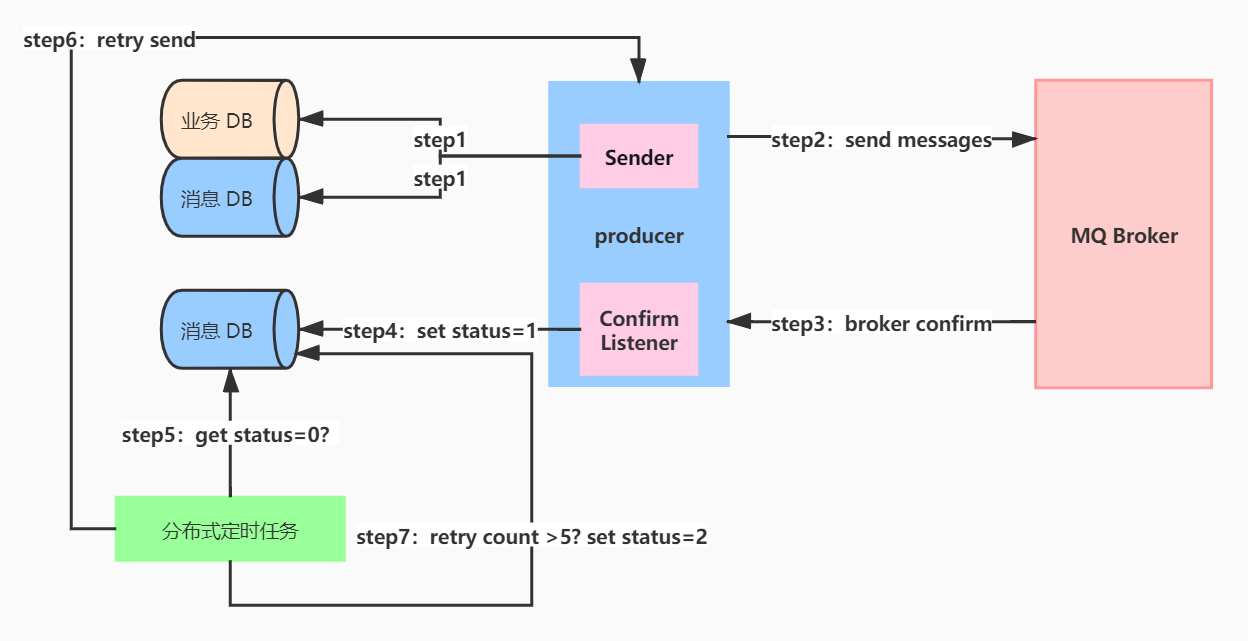 step6：retry send
业务 DB
step1
step1
消息 DB
Sender
producer
Confirm
Listener
step2：send messages
MQ Broker
step3：broker confirm
消息 DB
step4：set status=1
step5：get status=0?
分布式定时任务
step7：retry count >5? set status=2